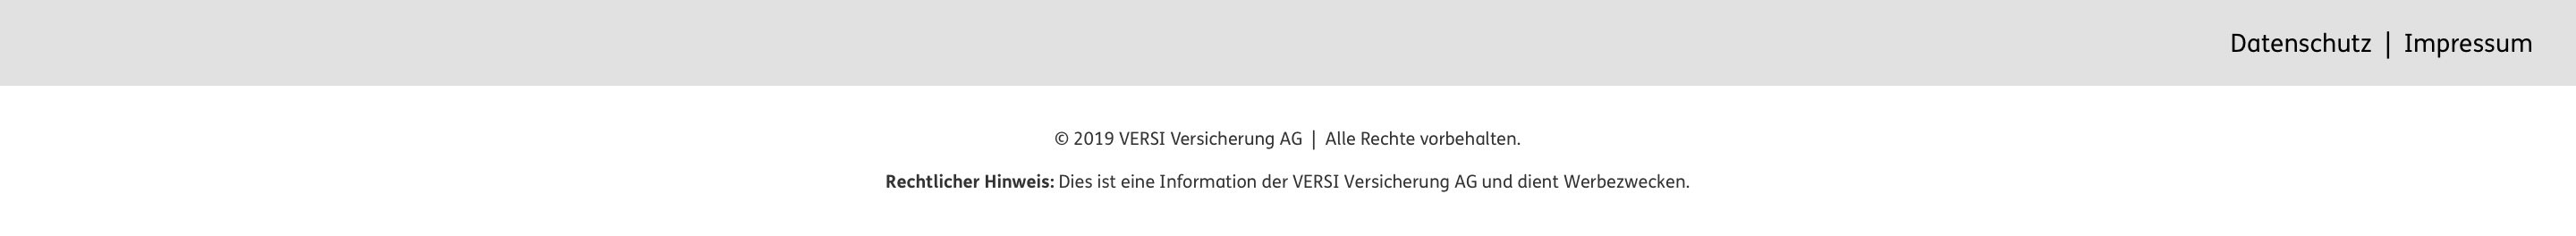 Datenschutz | Impressum
© 2019 VERSI Versicherung AG | Alle Rechte vorbehalten.
Rechtlicher Hinweis: Dies ist eine Information der VERSI Versicherung AG und dient Werbezwecken.